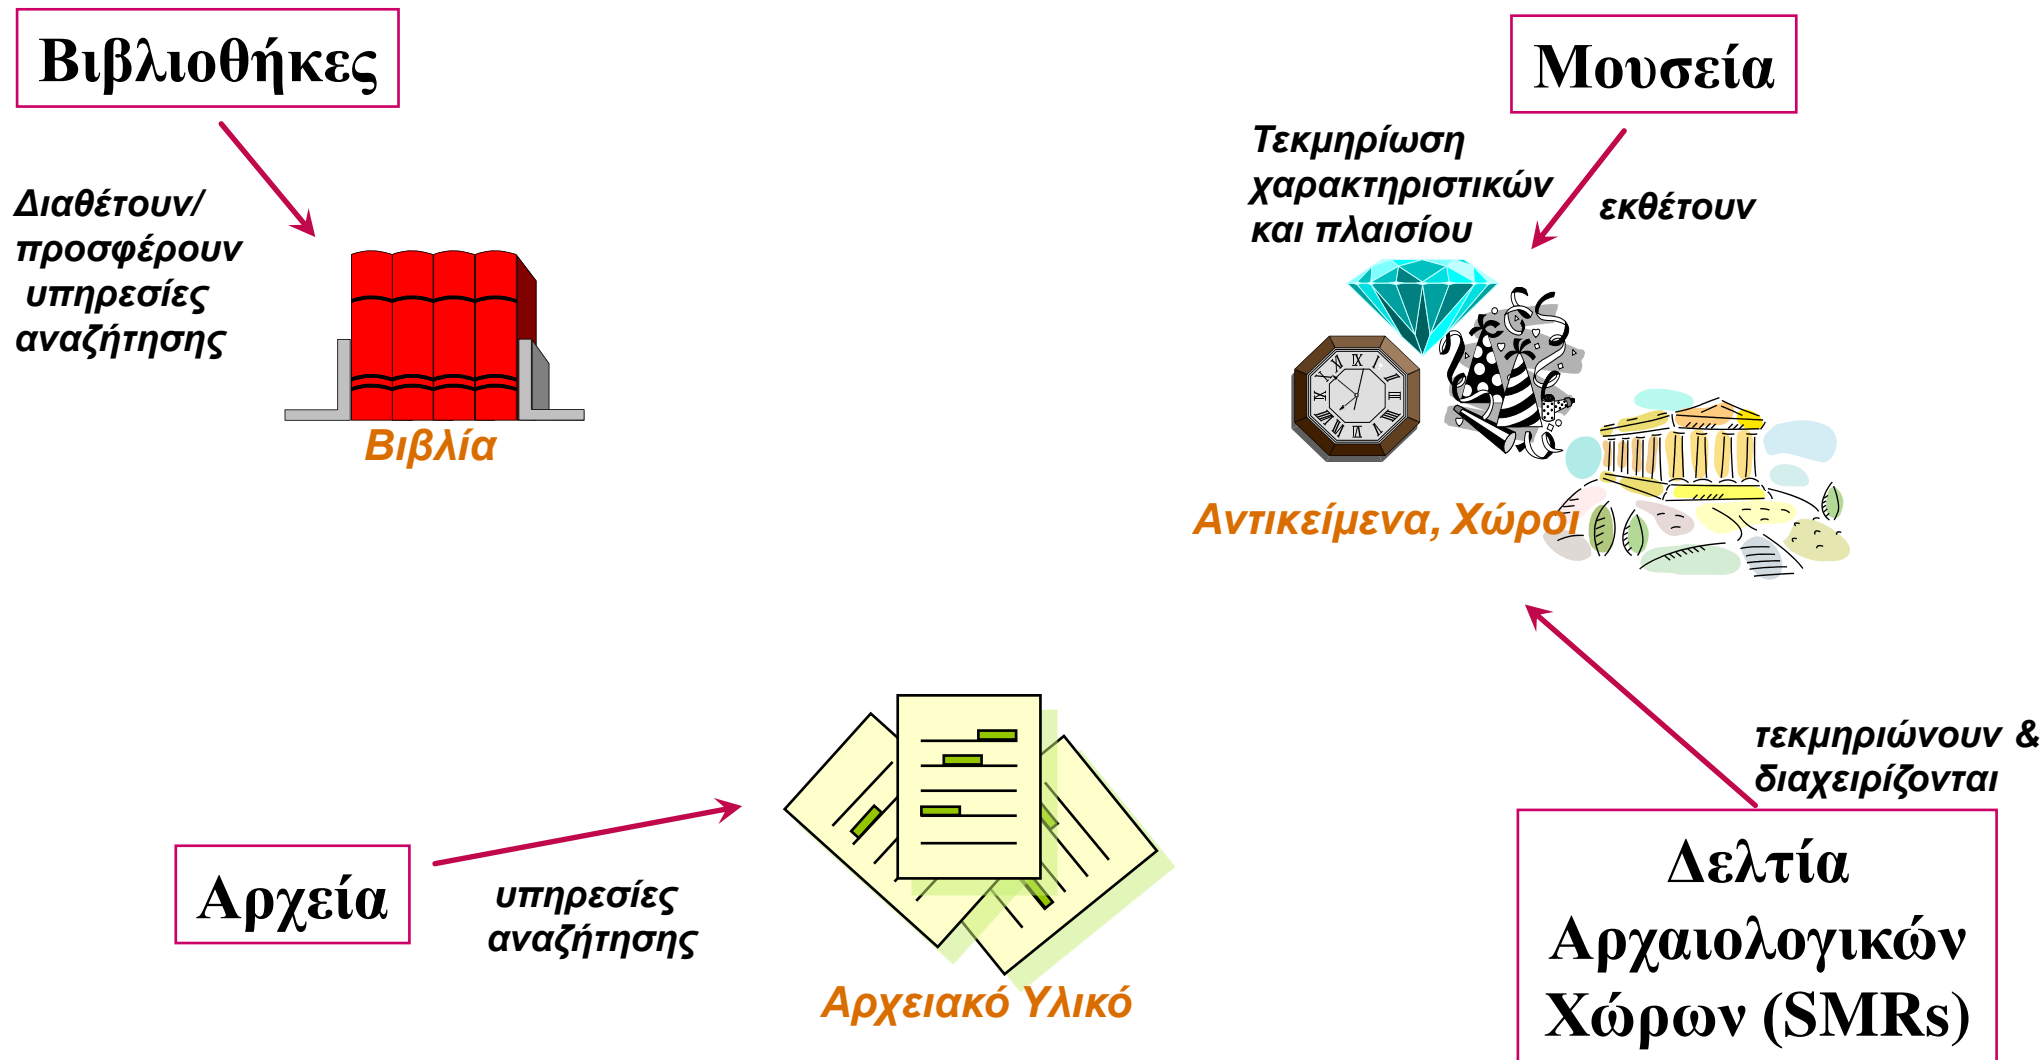 Βιβλιοθήκες
Διαθέτουν/
προσφέρουν
υπηρεσίες
αναζήτησης
Βιβλία
Μουσεία
Τεκμηρίωση
χαρακτηριστικών
και πλαισίου
εκθέτουν
Αντικείμενα, Χώροι
τεκμηριώνουν &
διαχειρίζονται
Δελτία
Αρχαιολογικών
Χώρων (SMRs)
Αρχεία
υπηρεσίες
αναζήτησης
Αρχειακό Υλικό